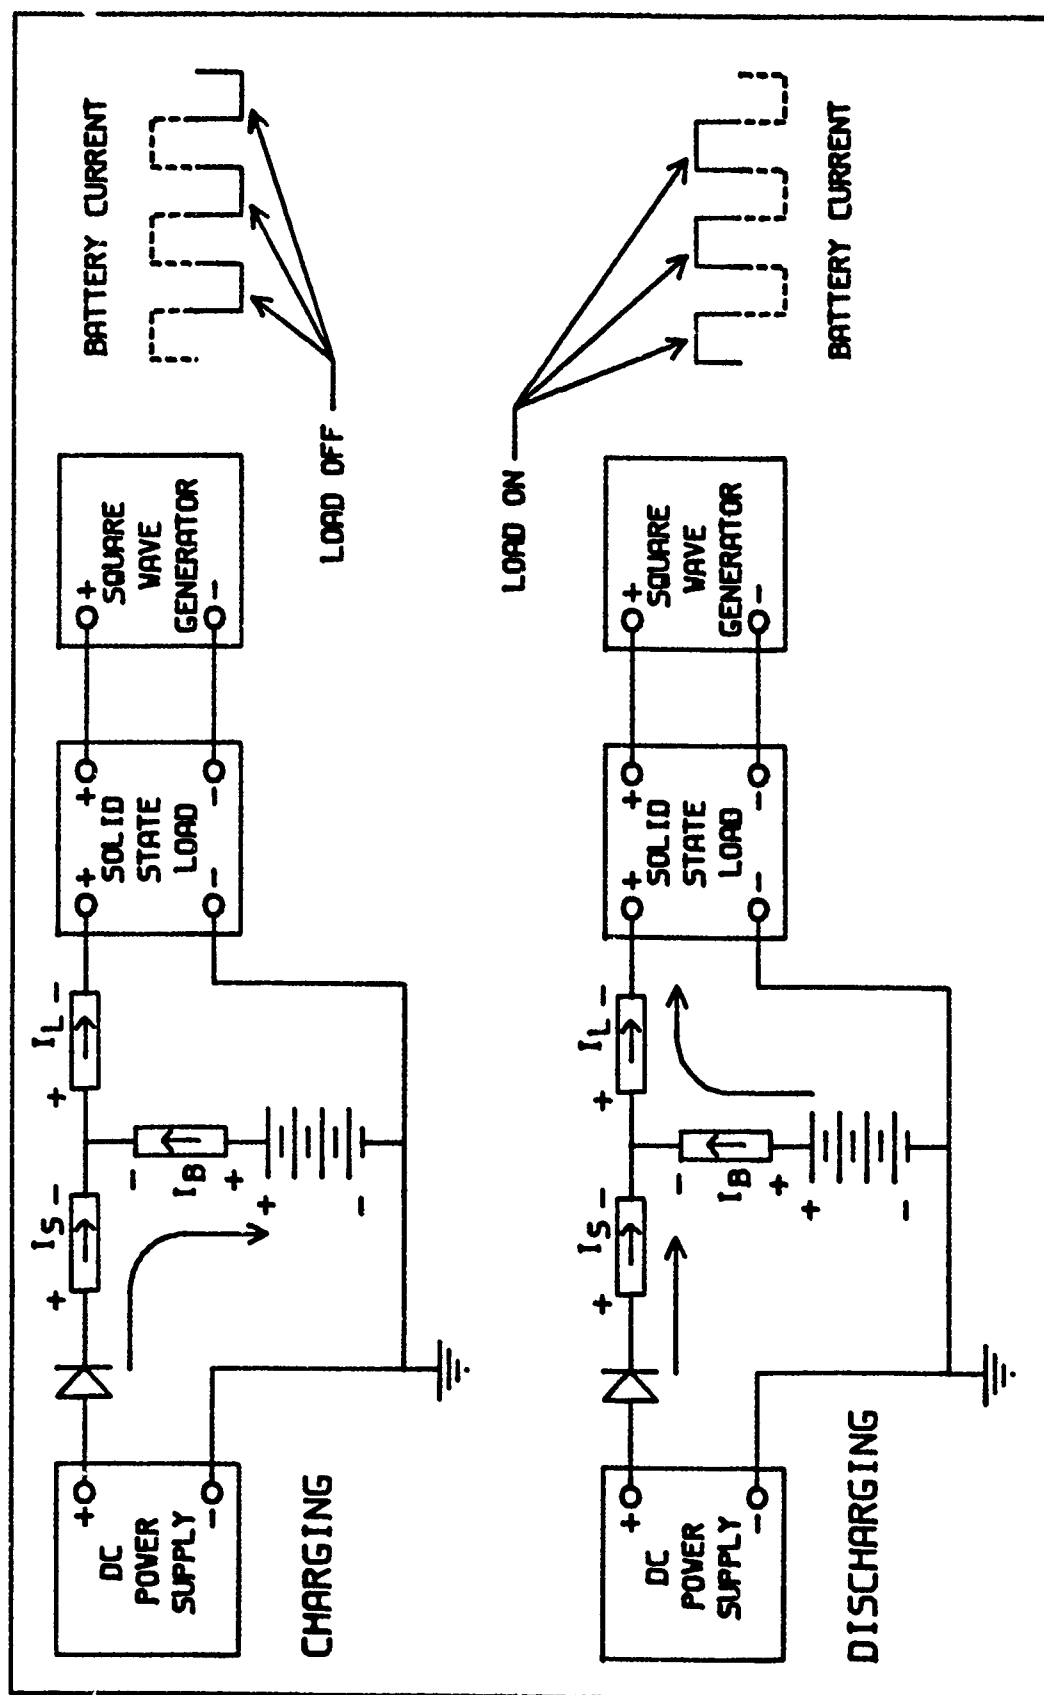 DC
POWER
SUPPLY
+
-
+ I_S -
+ I_L -
-
I_B
+
+
-
+ +
SOLID
STATE
LOAD
- -
+
SQUARE
WAVE
GENERATOR
-
BATTERY CURRENT
LOAD OFF
CHARGING
DC
POWER
SUPPLY
+
-
+ I_S -
+ I_L -
-
I_B
+
+
-
+ +
SOLID
STATE
LOAD
- -
+
SQUARE
WAVE
GENERATOR
-
LOAD ON
BATTERY CURRENT
DISCHARGING